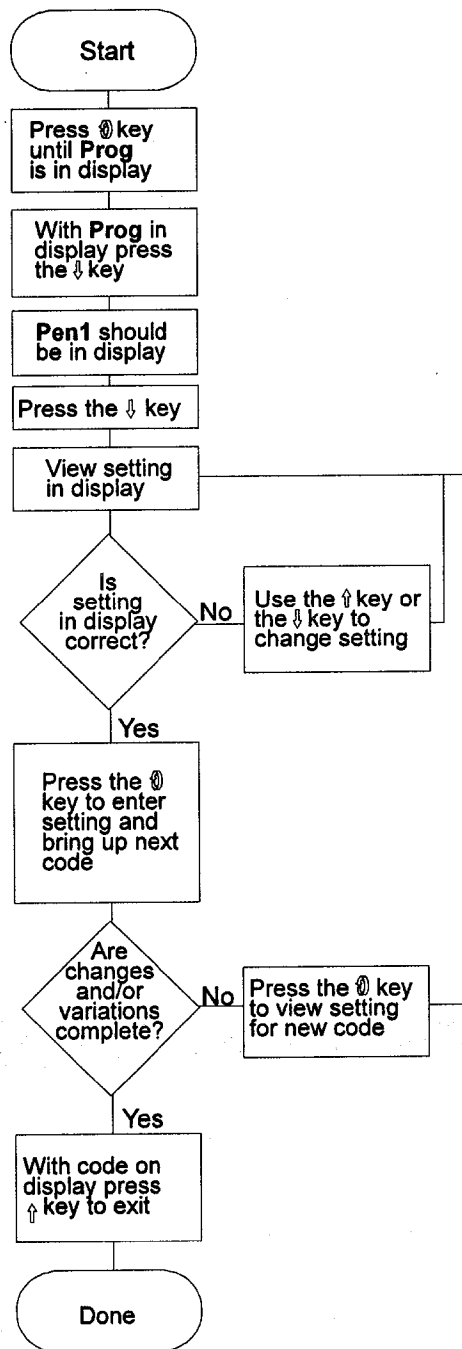 Start
Press key
until Prog
is in display
With Prog in
display press
the ⇩ key
Pen1 should
be in display
Press the ⇩ key
View setting
in display
Is
setting
in display
correct?
No
Use the ⇧ key or
the ⇩ key to
change setting
Yes
Press the
key to enter
setting and
bring up next
code
Are
changes
and/or
variations
complete?
No
Press the key
to view setting
for new code
Yes
With code on
display press
⇧ key to exit
Done